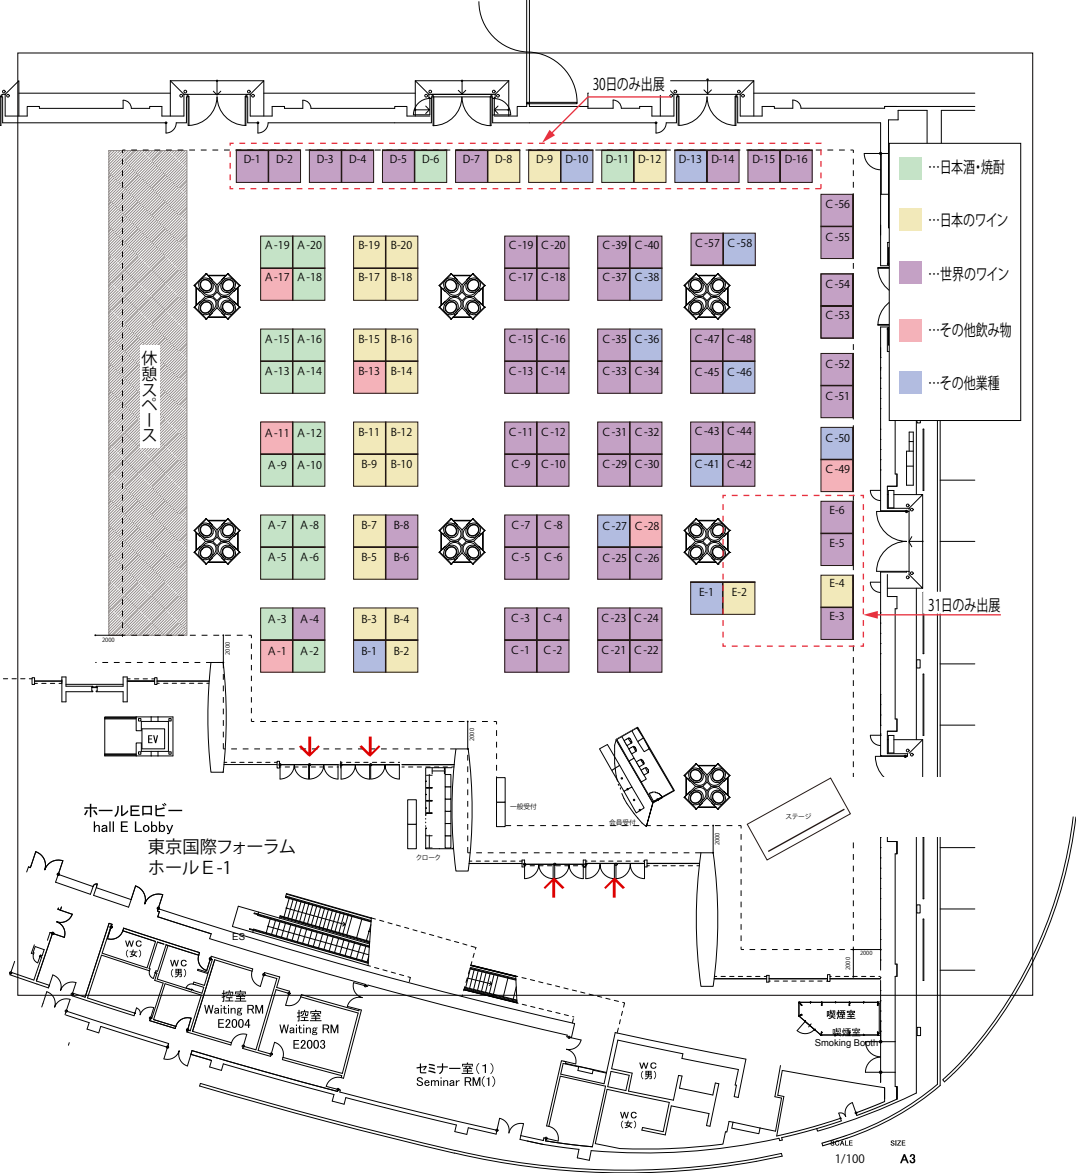 30日のみ出展
D-1 D-2 D-3 D-4 D-5 D-6 D-7 D-8 D-9 D-10 D-11 D-12 D-13 D-14 D-15 D-16
…日本酒・焼酎
…日本のワイン
…世界のワイン
…その他飲み物
…その他業種
C-56
C-55
C-54
C-53
C-52
C-51
C-50
C-49
A-19 A-20 B-19 B-20 C-19 C-20 C-39 C-40 C-57 C-58
A-17 A-18 B-17 B-18 C-17 C-18 C-37 C-38
A-15 A-16 B-15 B-16 C-15 C-16 C-35 C-36 C-47 C-48
A-13 A-14 B-13 B-14 C-13 C-14 C-33 C-34 C-45 C-46
A-11 A-12 B-11 B-12 C-11 C-12 C-31 C-32 C-43 C-44
A-9 A-10 B-9 B-10 C-9 C-10 C-29 C-30 C-41 C-42
A-7 A-8 B-7 B-8 C-7 C-8 C-27 C-28
A-5 A-6 B-5 B-6 C-5 C-6 C-25 C-26
A-3 A-4 B-3 B-4 C-3 C-4 C-23 C-24
A-1 A-2 B-1 B-2 C-1 C-2 C-21 C-22
E-6
E-5
E-4
E-3
E-1 E-2
31日のみ出展
休憩スペース
2000
2000
2000
2000
2000
2000
EV
一般受付
会員受付
ステージ
クローク
ホールEロビー
hall E Lobby
東京国際フォーラム
ホールE-1
ES
WC
(女)
WC
(男)
控室
Waiting RM
E2004
控室
Waiting RM
E2003
セミナー室(1)
Seminar RM(1)
WC
(男)
WC
(女)
喫煙室
喫煙室
Smoking Booth
SCALE
1/100
SIZE
A3